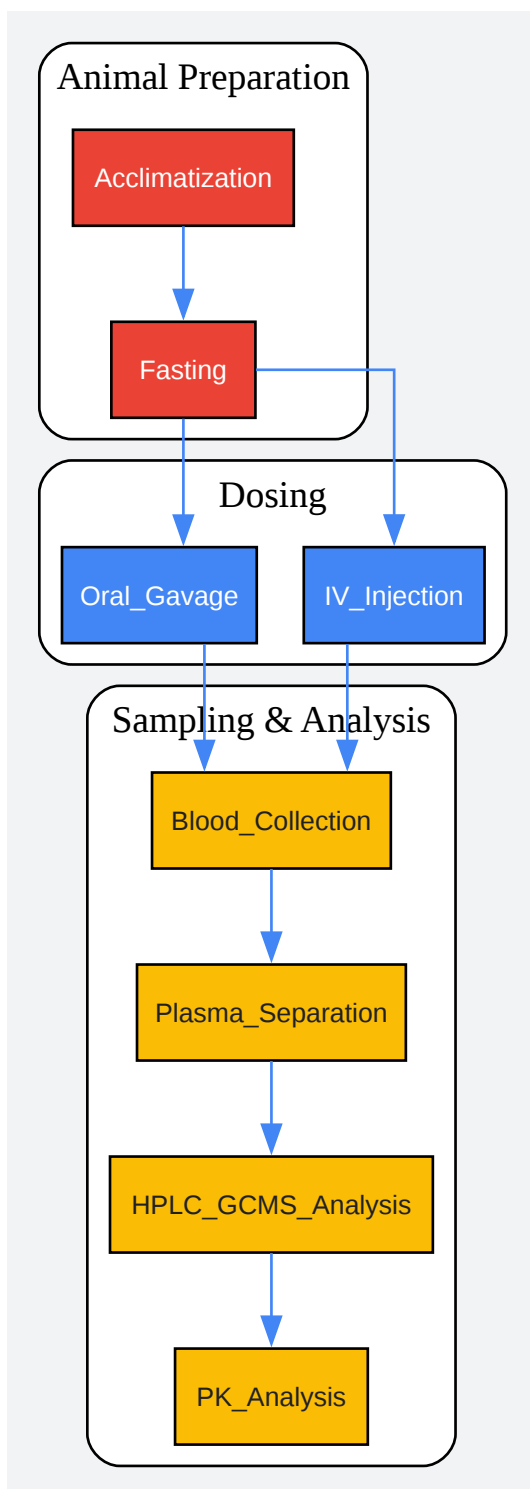 Animal Preparation
Acclimatization
Fasting
Dosing
Oral_Gavage
IV_Injection
Sampling & Analysis
Blood_Collection
Plasma_Separation
HPLC_GCMS_Analysis
PK_Analysis